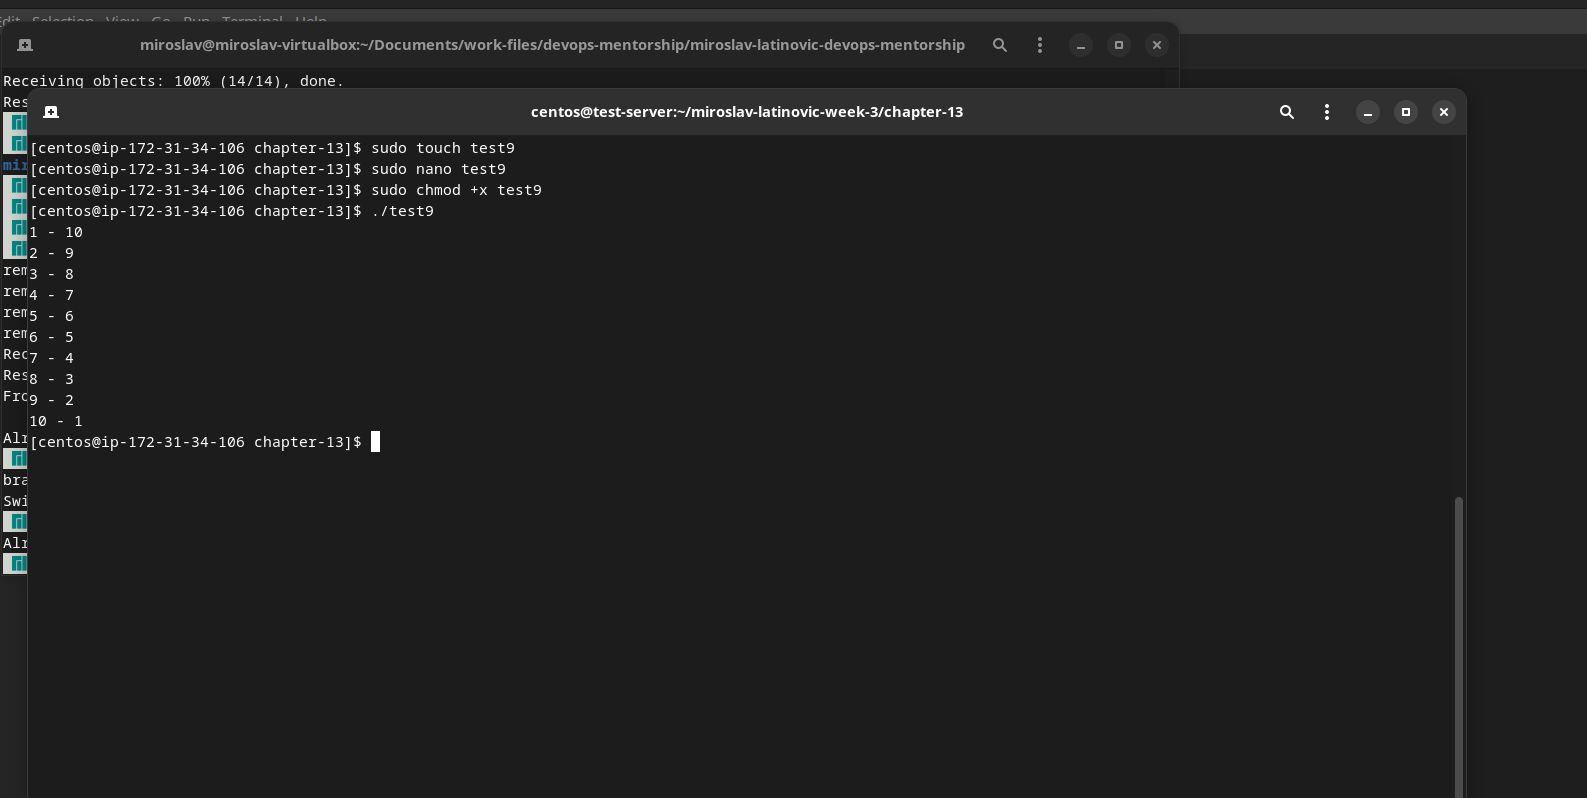 Edit Selection View Go Run Terminal Help
miroslav@miroslav-virtualbox:~/Documents/work-files/devops-mentorship/miroslav-latinovic-devops-mentorship
Receiving objects: 100% (14/14), done.
Res
centos@test-server:~/miroslav-latinovic-week-3/chapter-13
[centos@ip-172-31-34-106 chapter-13]$ sudo touch test9
[centos@ip-172-31-34-106 chapter-13]$ sudo nano test9
mir
[centos@ip-172-31-34-106 chapter-13]$ sudo chmod +x test9
[centos@ip-172-31-34-106 chapter-13]$ ./test9
1 - 10
2 - 9
rem
3 - 8
rem
4 - 7
rem
5 - 6
rem
6 - 5
Rec
7 - 4
Res
8 - 3
Fro
9 - 2
10 - 1
Alr
[centos@ip-172-31-34-106 chapter-13]$
bra
Swi
Alr